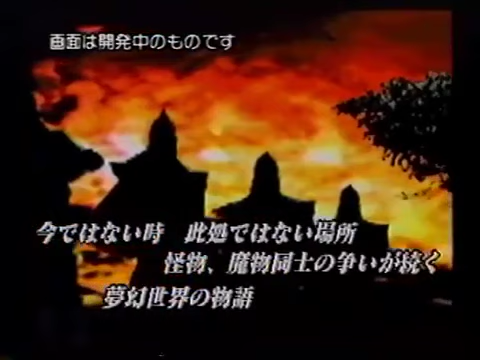 画面は開発中のものです
今ではない時　此処ではない場所
怪物、魔物同士の争いが続く
夢幻世界の物語